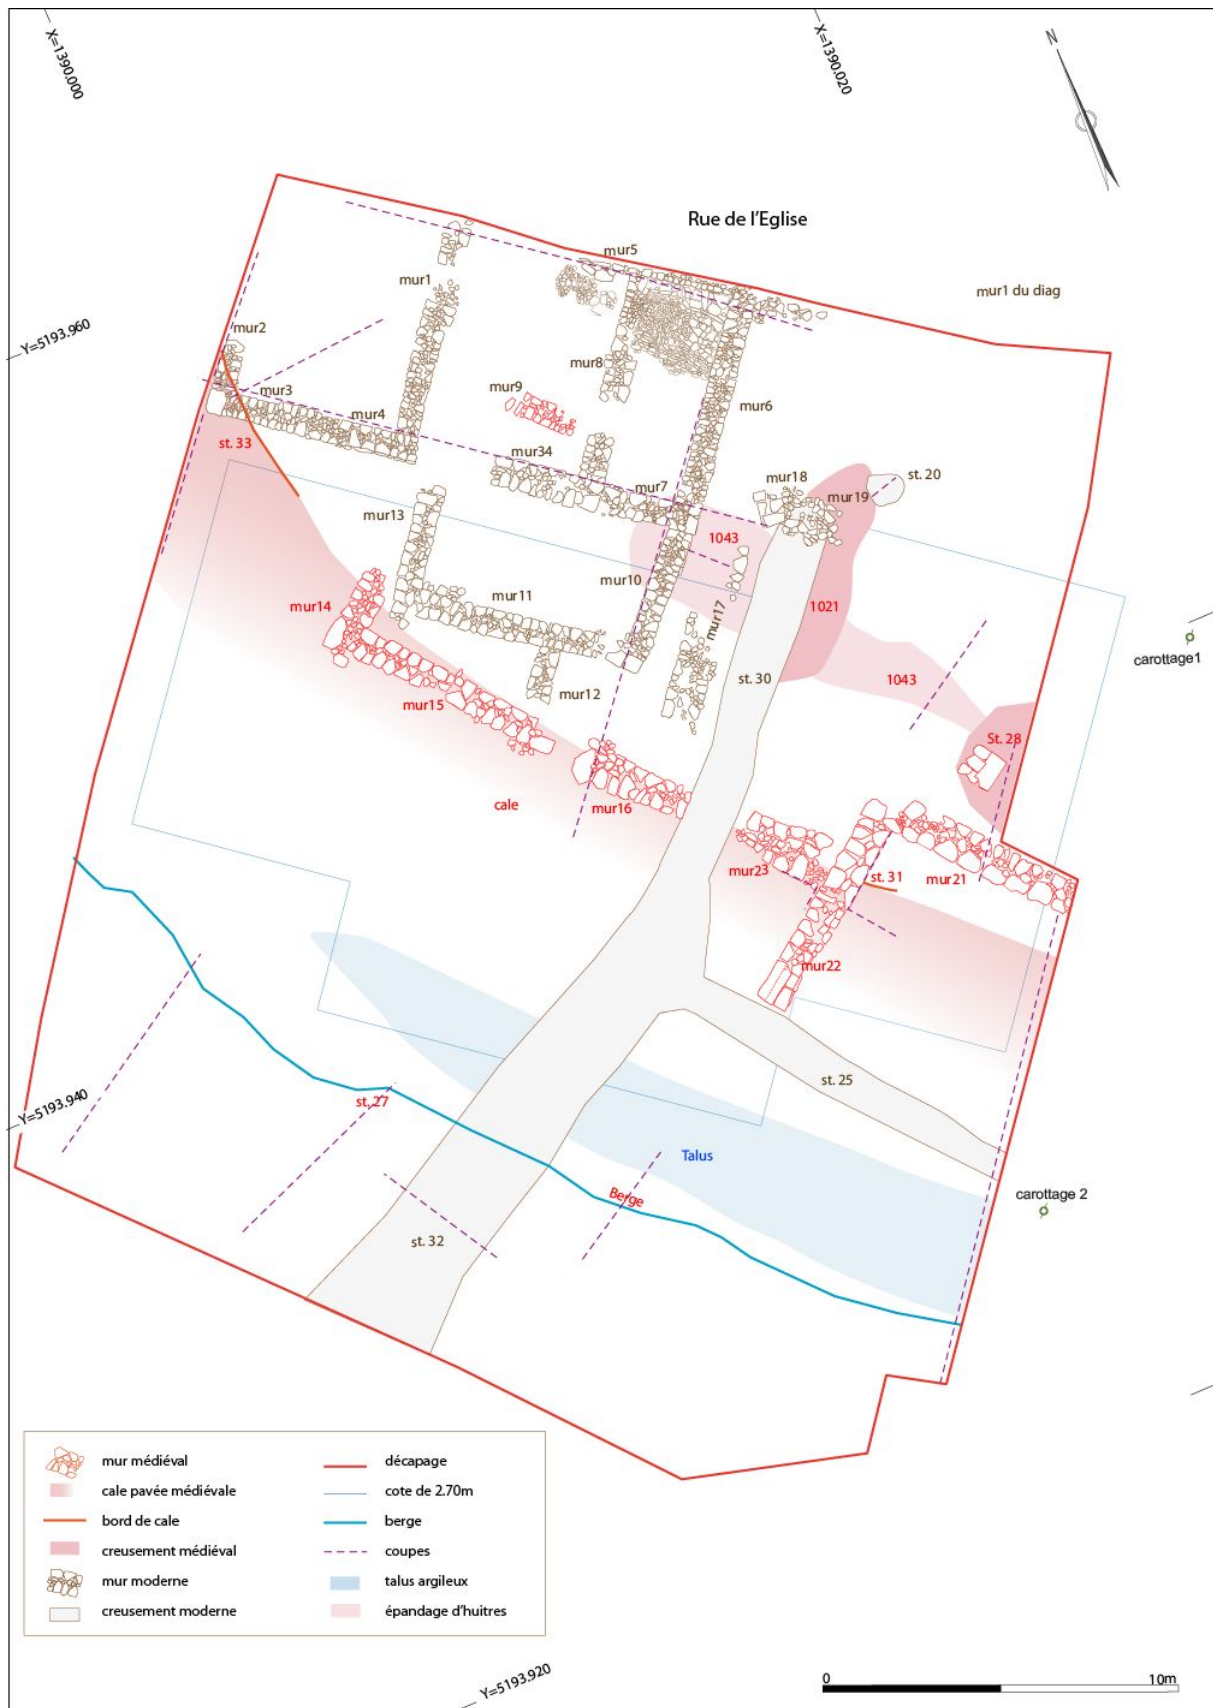 X=1390.000
X=1390.020
N
Rue de l'Eglise
mur5
mur1
mur1 du diag
Y=5193.960
mur2
mur8
mur9
mur3
mur4
mur6
st. 33
mur34
mur18
st. 20
mur7
mur19
mur13
1043
mur10
mur11
mur14
1021
mur17
carottage1
1043
st. 30
mur12
mur15
St. 28
cale
mur16
mur23
st. 31
mur21
mur22
st. 25
Y=5193.940
st. 27
Talus
Berge
carottage 2
st. 32
mur médiéval
cale pavée médiévale
bord de cale
creusement médiéval
mur moderne
creusement moderne
décapage
cote de 2.70m
berge
coupes
talus argileux
épandage d'huitres
Y=5193.920
0 10m